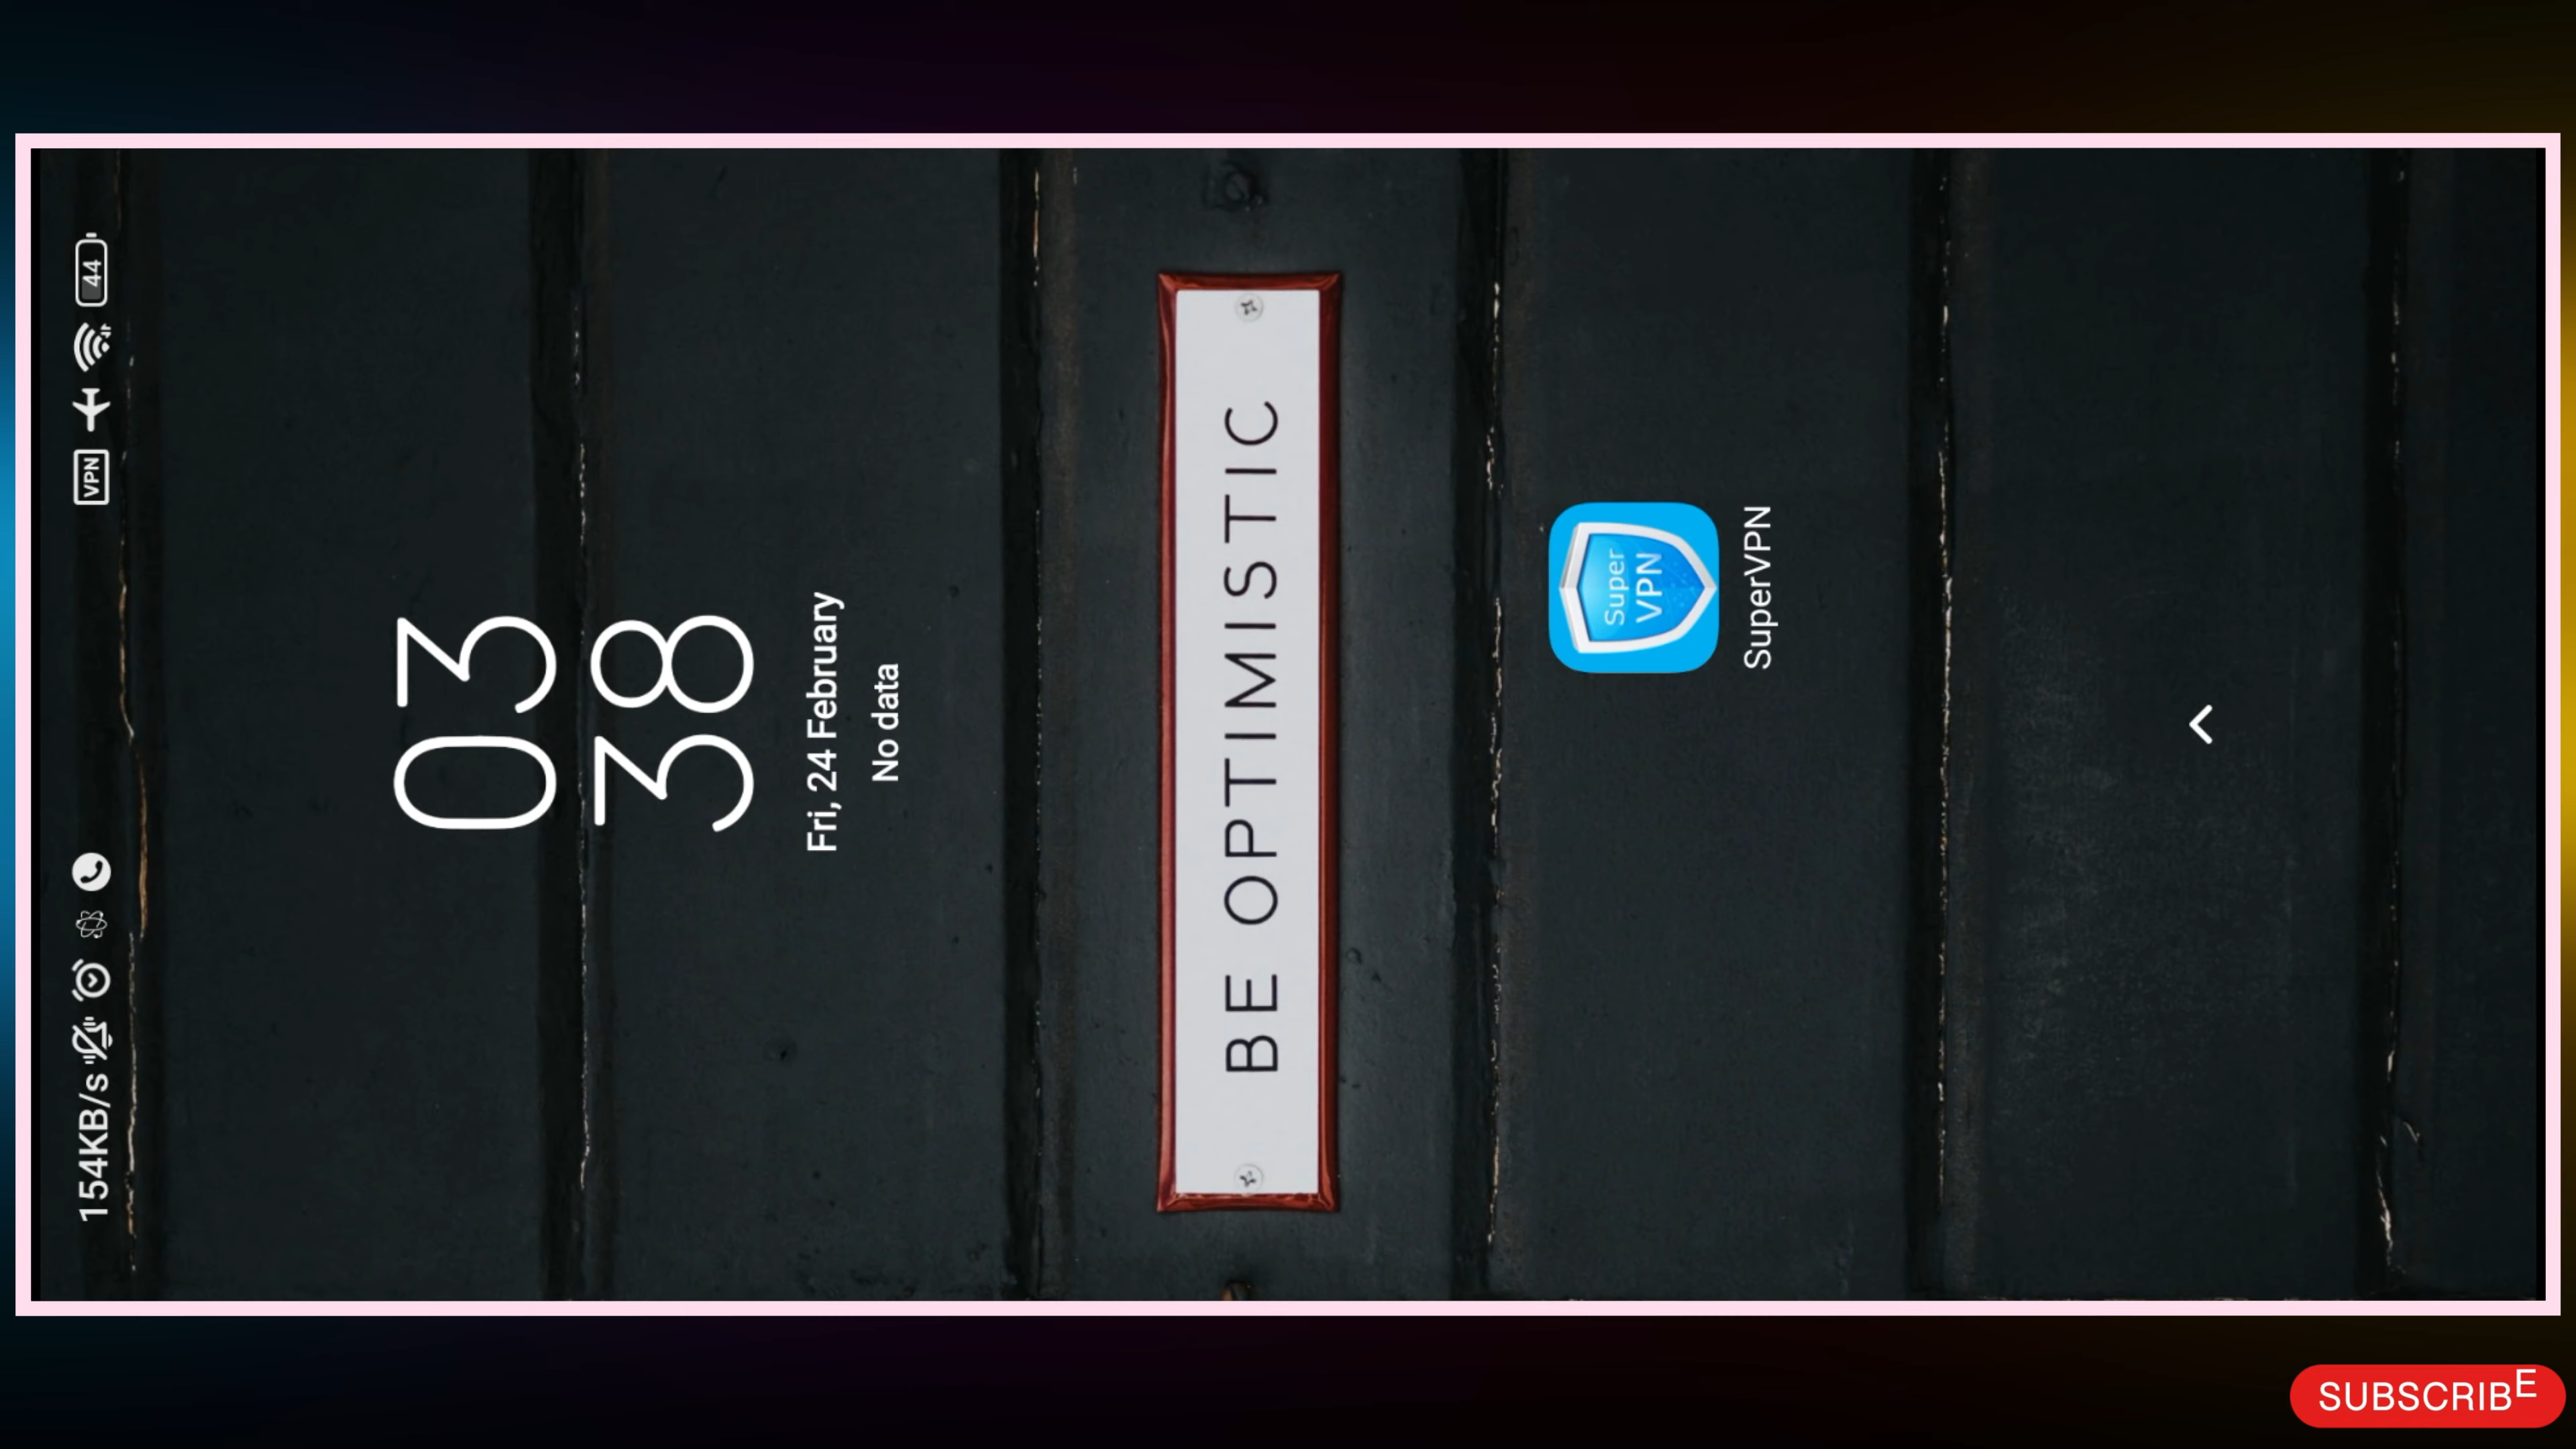 154KB/s
VPN
44
03
38
Fri, 24 February
No data
BE OPTIMISTIC
Super
VPN
SuperVPN
SUBSCRIBE